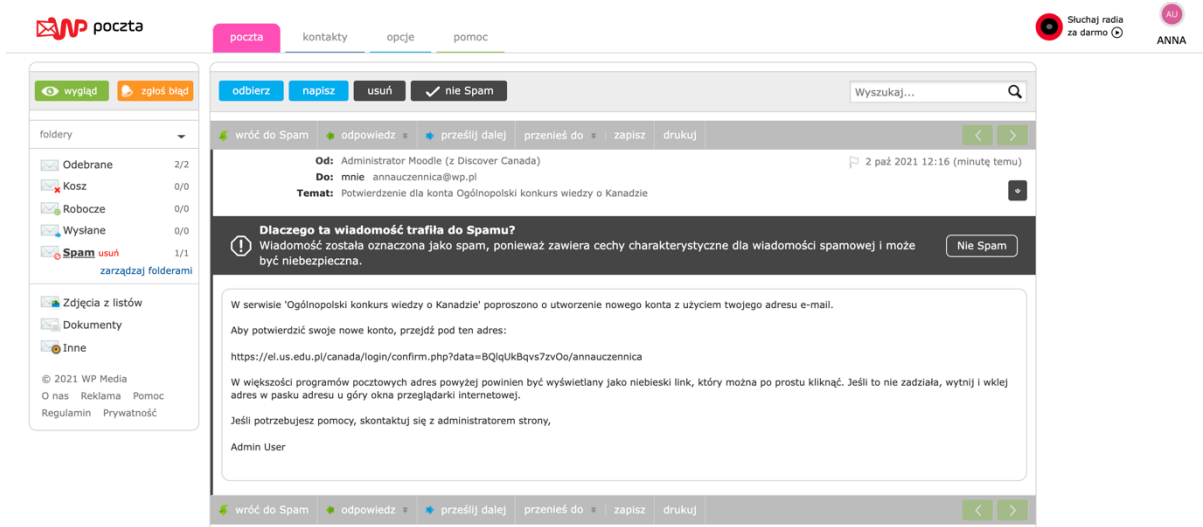 WP poczta
poczta kontakty opcje pomoc
Słuchaj radia
za darmo
AU
ANNA
wygląd zgłoś błąd
odbierz napisz usuń nie Spam
Wyszukaj...
foldery
Odebrane 2/2
Kosz 0/0
Robocze 0/0
Wysłane 0/0
Spam usuń 1/1
zarządzaj folderami
Zdjęcia z listów
Dokumenty
Inne
© 2021 WP Media
O nas Reklama Pomoc
Regulamin Prywatność
wróć do Spam odpowiedz prześlij dalej przenieś do zapisz drukuj
Od: Administrator Moodle (z Discover Canada)
2 paź 2021 12:16 (minutę temu)
Do: mnie annauczennica@wp.pl
Temat: Potwierdzenie dla konta Ogólnopolski konkurs wiedzy o Kanadzie
Dlaczego ta wiadomość trafiła do Spamu?
Wiadomość została oznaczona jako spam, ponieważ zawiera cechy charakterystyczne dla wiadomości spamowej i może
być niebezpieczna.
Nie Spam
W serwisie 'Ogólnopolski konkurs wiedzy o Kanadzie' poproszono o utworzenie nowego konta z użyciem twojego adresu e-mail.
Aby potwierdzić swoje nowe konto, przejdź pod ten adres:
https://el.us.edu.pl/canada/login/confirm.php?data=BQlqUkBqvs7zvOo/annauczennica
W większości programów pocztowych adres powyżej powinien być wyświetlany jako niebieski link, który można po prostu kliknąć. Jeśli to nie zadziała, wytnij i wklej
adres w pasku adresu u góry okna przeglądarki internetowej.
Jeśli potrzebujesz pomocy, skontaktuj się z administratorem strony,
Admin User
wróć do Spam odpowiedz prześlij dalej przenieś do zapisz drukuj